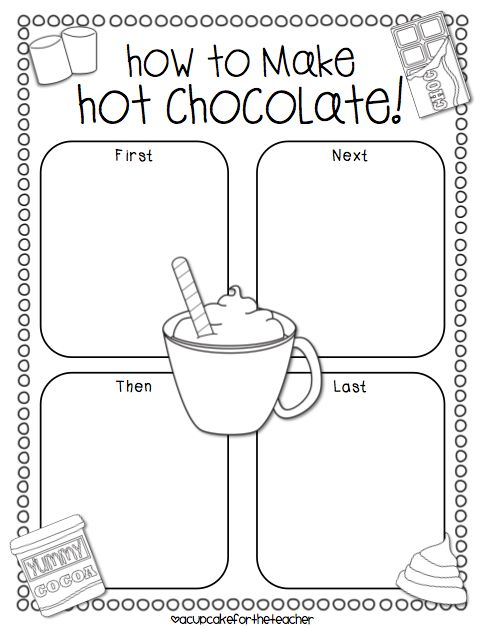 How to Make
Hot Chocolate!
CHOC
First
Next
Then
Last
YUMMY!
COCOA
♥acupcakefortheteacher